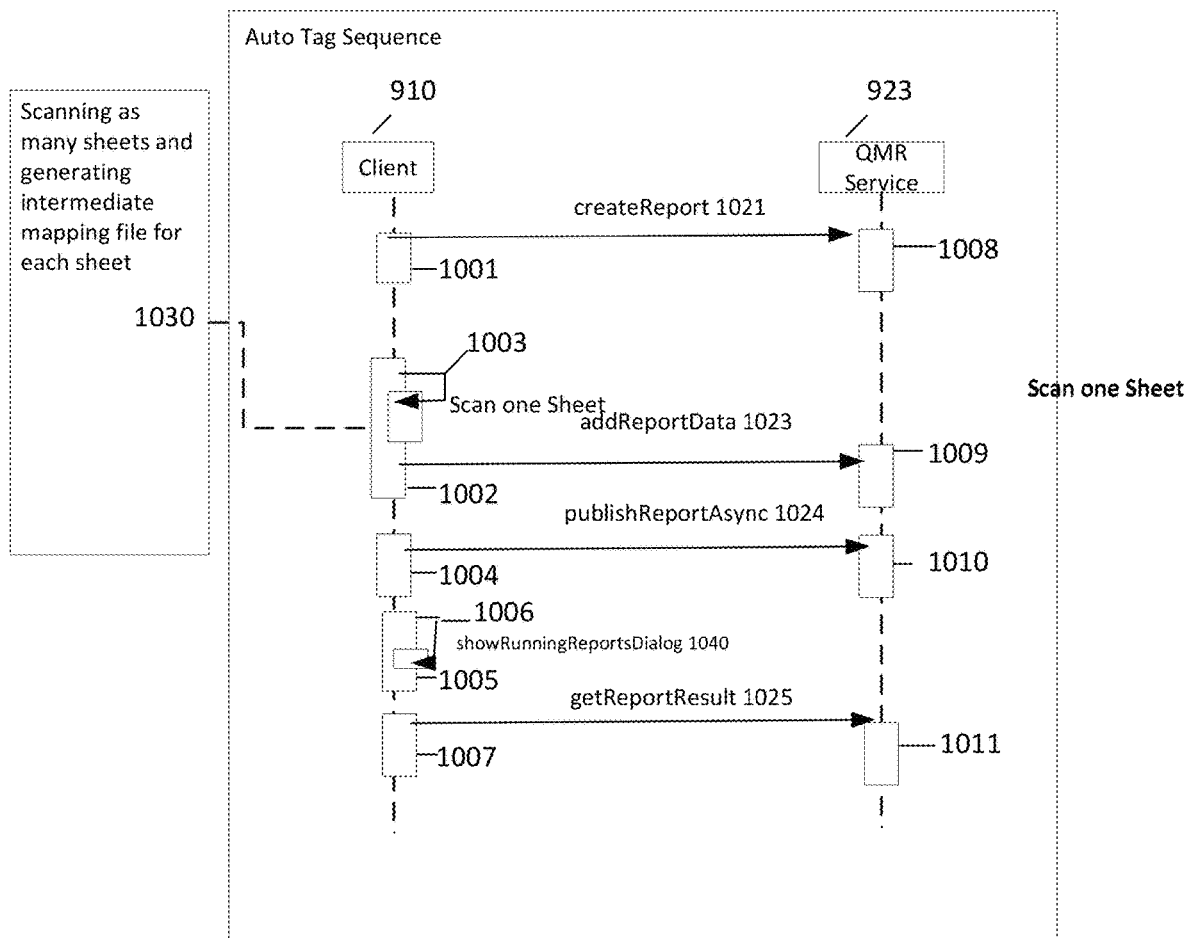 Auto Tag Sequence
910
923
Scanning as
many sheets and
generating
intermediate
mapping file for
each sheet
1030
Client
QMR
Service
createReport 1021
1001
1008
1003
Scan one Sheet
Scan one Sheet
addReportData 1023
1009
1002
publishReportAsync 1024
1004
1010
1006
showRunningReportsDialog 1040
1005
getReportResult 1025
1007
1011